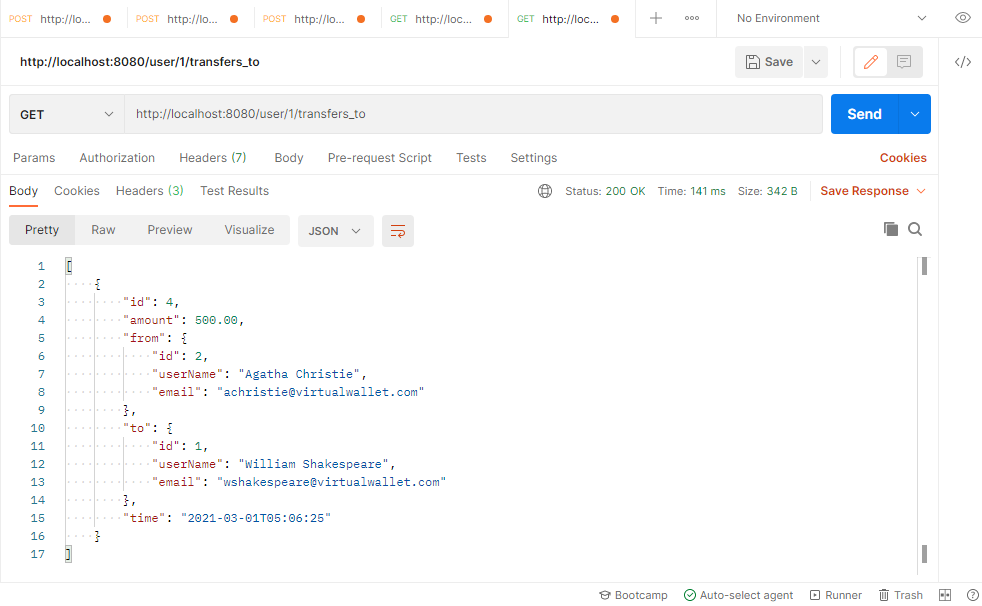 POST http://lo... POST http://lo... POST http://lo... GET http://loc... GET http://loc... No Environment
http://localhost:8080/user/1/transfers_to Save
GET http://localhost:8080/user/1/transfers_to Send
Params Authorization Headers (7) Body Pre-request Script Tests Settings Cookies
Body Cookies Headers (3) Test Results Status: 200 OK Time: 141 ms Size: 342 B Save Response
Pretty Raw Preview Visualize JSON
1 [
2 {
3 "id": 4,
4 "amount": 500.00,
5 "from": {
6 "id": 2,
7 "userName": "Agatha Christie",
8 "email": "achristie@virtualwallet.com"
9 },
10 "to": {
11 "id": 1,
12 "userName": "William Shakespeare",
13 "email": "wshakespeare@virtualwallet.com"
14 },
15 "time": "2021-03-01T05:06:25"
16 }
17 ]
Bootcamp Auto-select agent Runner Trash